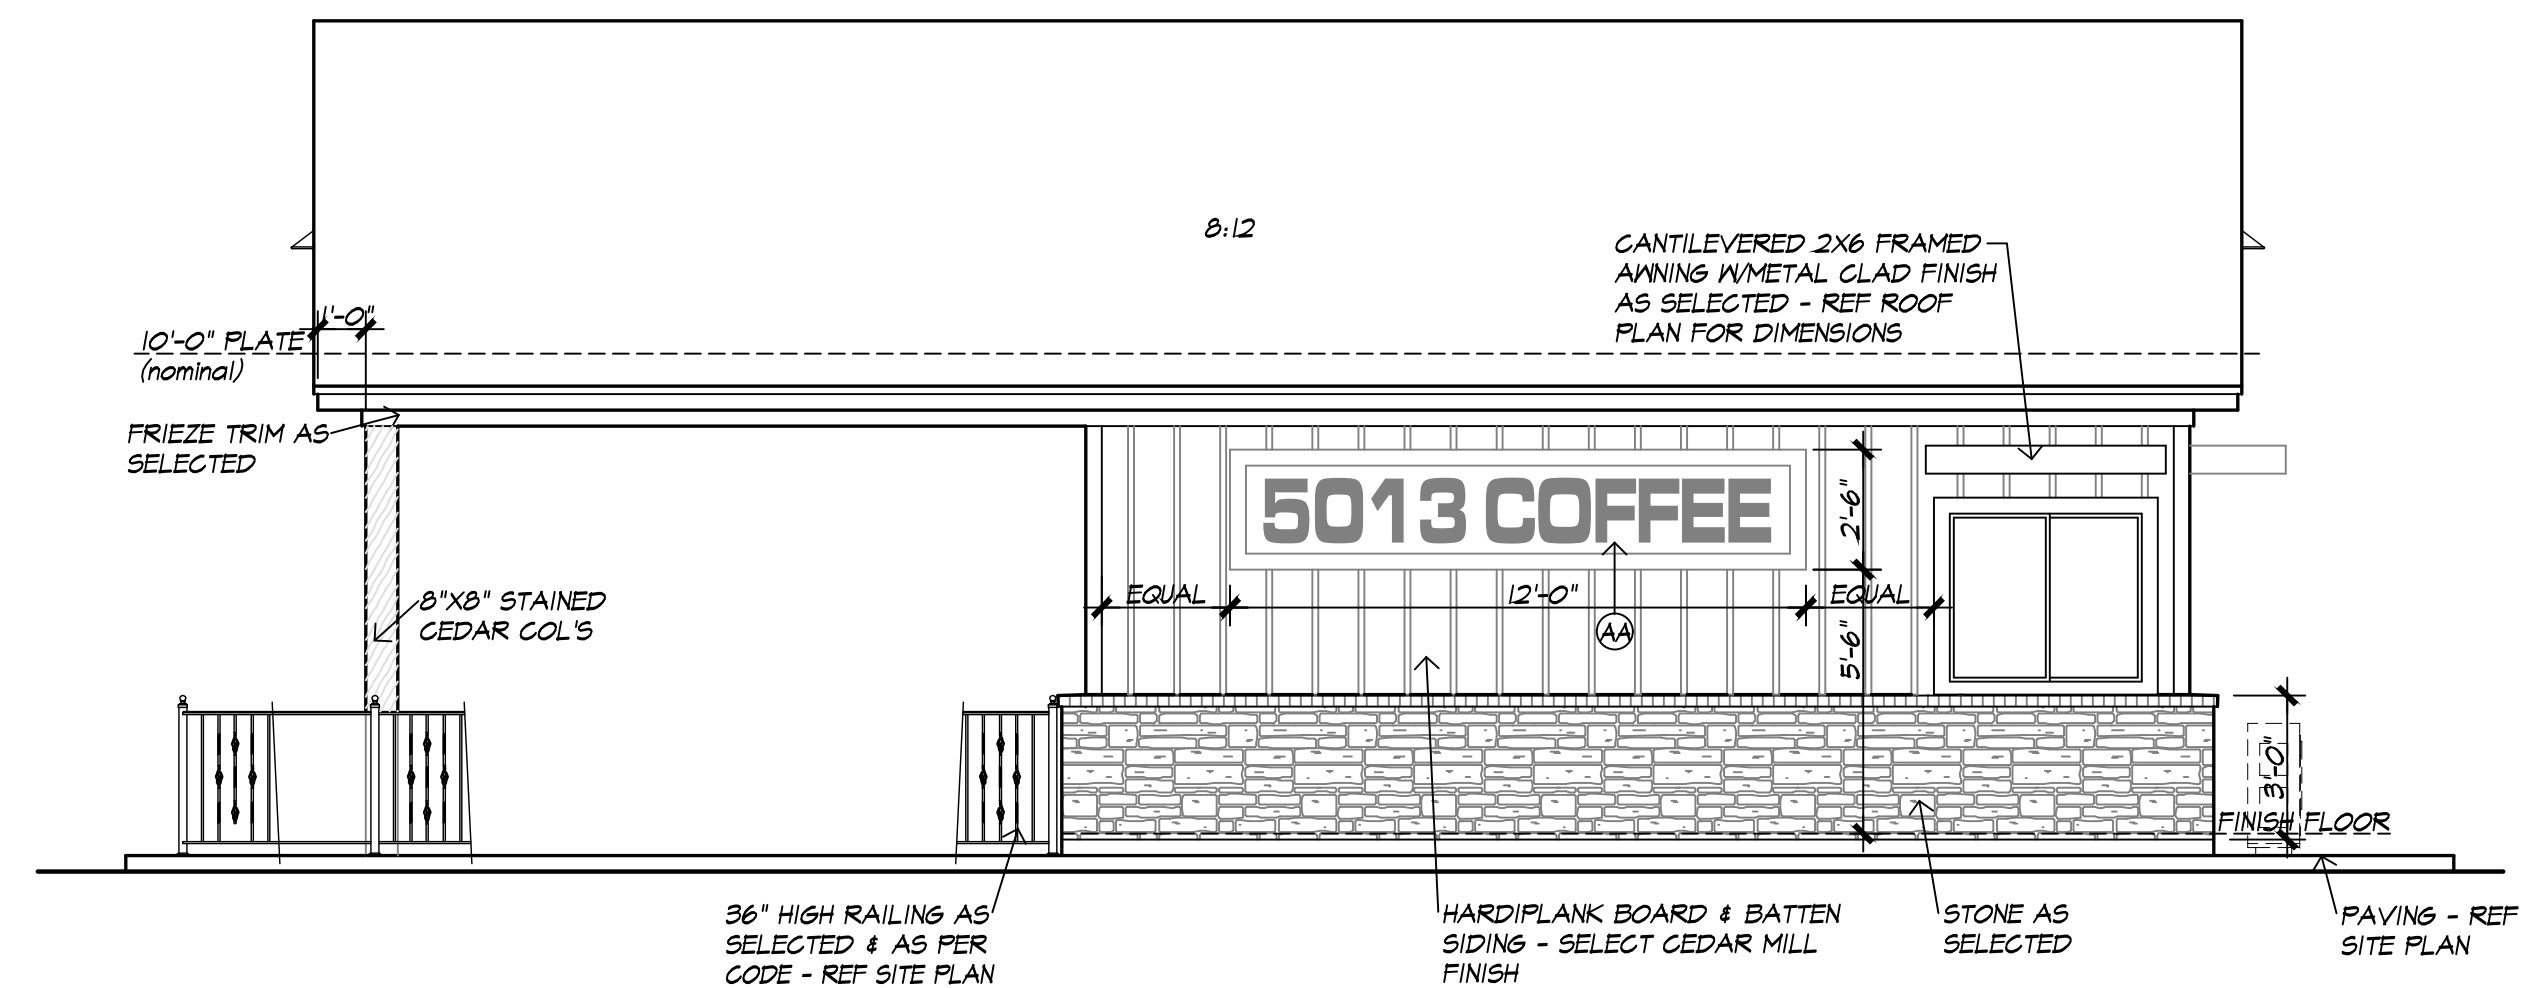 8:12
CANTILEVERED 2X6 FRAMED
AWNING W/METAL CLAD FINISH
AS SELECTED - REF ROOF
PLAN FOR DIMENSIONS
1'-0"
10'-0" PLATE
(nominal)
FRIEZE TRIM AS
SELECTED
5013 COFFEE
2'-6"
8"X8" STAINED
CEDAR COL'S
EQUAL
12'-0"
EQUAL
AA
5'-6"
3'-0"
FINISH FLOOR
36" HIGH RAILING AS
SELECTED & AS PER
CODE - REF SITE PLAN
HARDIPLANK BOARD & BATTEN
SIDING - SELECT CEDAR MILL
FINISH
STONE AS
SELECTED
PAVING - REF
SITE PLAN